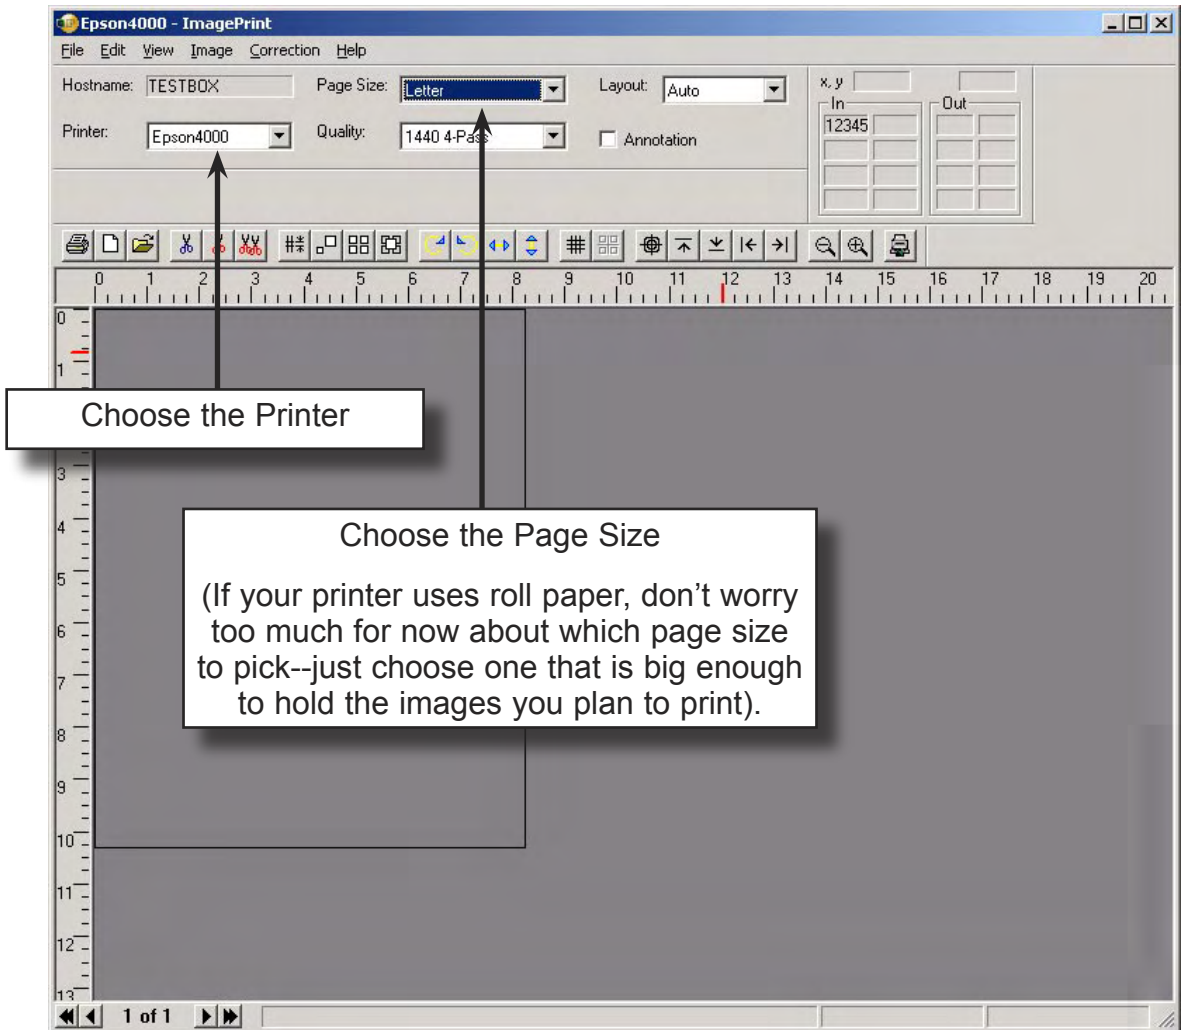 Epson4000 - ImagePrint
File Edit View Image Correction Help
Hostname: TESTBOX Page Size: Letter Layout: Auto x, y
In Out
12345
Printer: Epson4000 Quality: 1440 4-Pass Annotation
0 1 2 3 4 5 6 7 8 9 10 11 12 13 14 15 16 17 18 19 20
0
1
Choose the Printer
3
4
Choose the Page Size
5
(If your printer uses roll paper, don't worry
6
too much for now about which page size
to pick--just choose one that is big enough
7
to hold the images you plan to print).
8
9
10
11
12
13
1 of 1